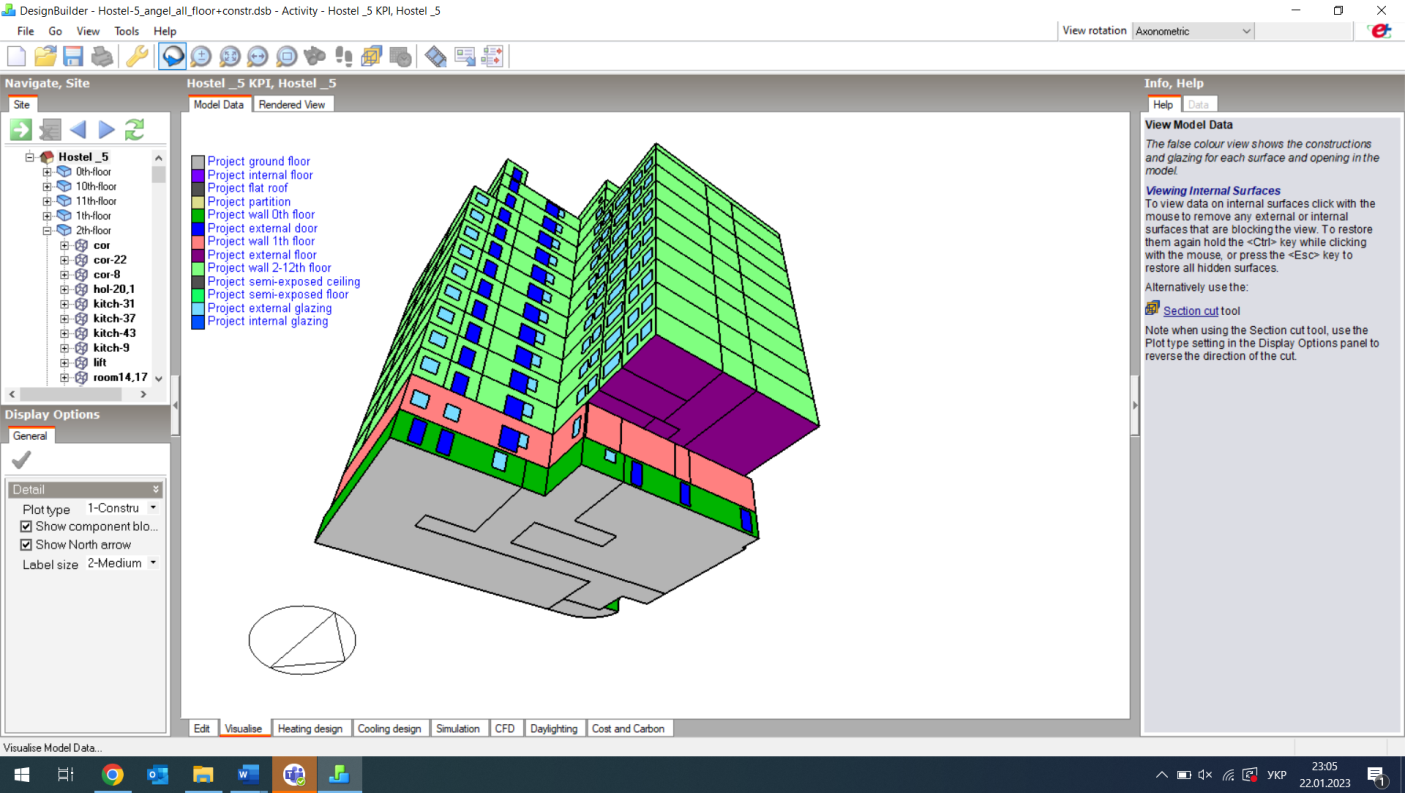 DesignBuilder - Hostel-5_angel_all_floor+constr.dsb - Activity - Hostel _5 KPI, Hostel _5
File Go View Tools Help
View rotation Axonometric
Navigate, Site
Hostel _5 KPI, Hostel _5
Info, Help
Site
Model Data Rendered View
Help Data
Hostel _5
0th-floor
10th-floor
11th-floor
1th-floor
2th-floor
cor
cor-22
cor-8
hol-20,1
kitch-31
kitch-37
kitch-43
kitch-9
lift
room14,17
Display Options
General
Detail
Plot type 1-Constru
Show component blo...
Show North arrow
Label size 2-Medium
Project ground floor
Project internal floor
Project flat roof
Project partition
Project wall 0th floor
Project external door
Project wall 1th floor
Project external floor
Project wall 2-12th floor
Project semi-exposed ceiling
Project semi-exposed floor
Project external glazing
Project internal glazing
View Model Data
The false colour view shows the constructions
and glazing for each surface and opening in the
model.
Viewing Internal Surfaces
To view data on internal surfaces click with the
mouse to remove any external or internal
surfaces that are blocking the view. To restore
them again hold the <Ctrl> key while clicking
with the mouse, or press the <Esc> key to
restore all hidden surfaces.
Alternatively use the:
Section cut tool
Note when using the Section cut tool, use the
Plot type setting in the Display Options panel to
reverse the direction of the cut.
Edit Visualise Heating design Cooling design Simulation CFD Daylighting Cost and Carbon
Visualise Model Data...
УКР
23:05
22.01.2023
1